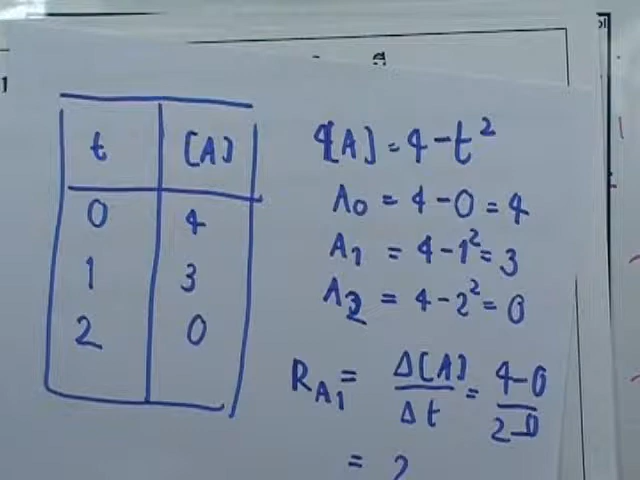 t [A]
0 4
1 3
2 0
[A] = 4 - t²
A₀ = 4 - 0 = 4
A₁ = 4 - 1² = 3
A₂ = 4 - 2² = 0
R_A₁ = Δ[A]/Δt = 4-0/2-0
= 2